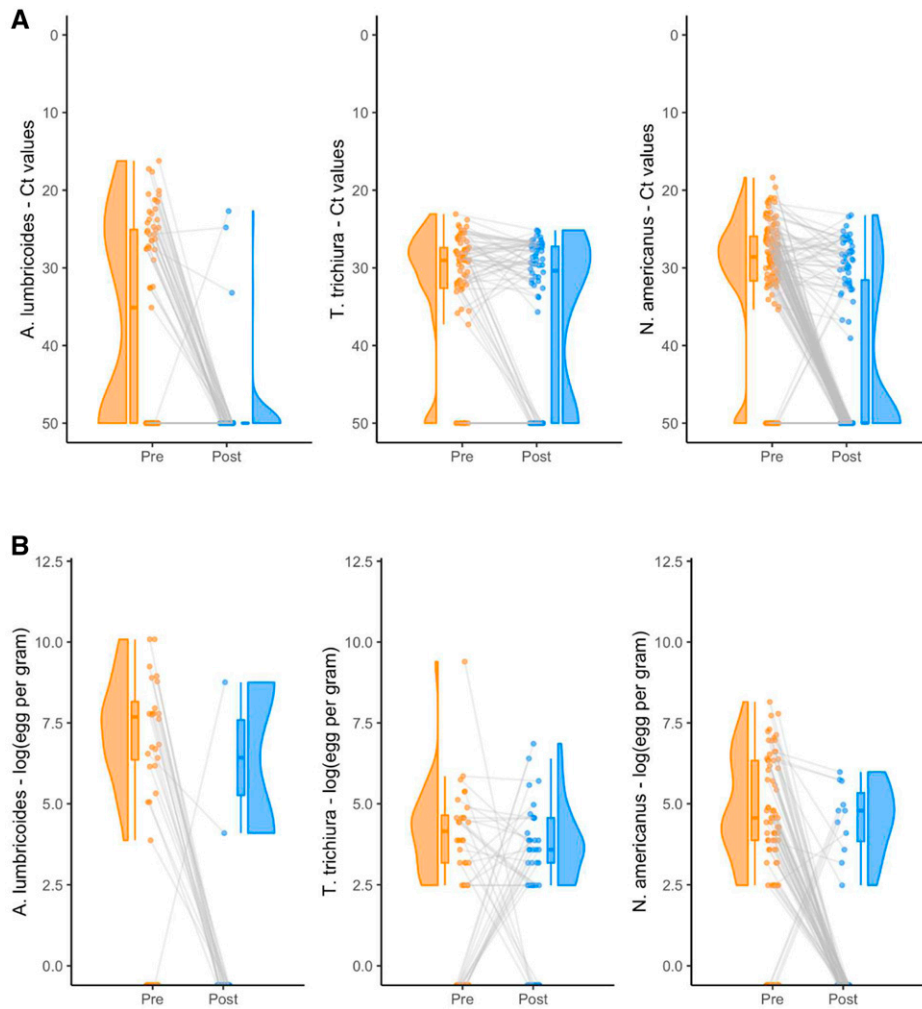 A
A. lumbricoides - Ct values
0
10
20
30
40
50
Pre Post
T. trichiura - Ct values
0
10
20
30
40
50
Pre Post
N. americanus - Ct values
0
10
20
30
40
50
Pre Post
B
A. lumbricoides - log(egg per gram)
12.5
10.0
7.5
5.0
2.5
0.0
Pre Post
T. trichiura - log(egg per gram)
12.5
10.0
7.5
5.0
2.5
0.0
Pre Post
N. americanus - log(egg per gram)
12.5
10.0
7.5
5.0
2.5
0.0
Pre Post